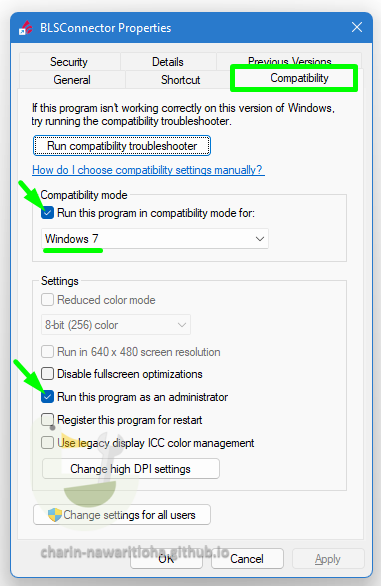 BLSConnector Properties
Security
Details
Previous Versions
General
Shortcut
Compatibility
If this program isn't working correctly on this version of Windows,
try running the compatibility troubleshooter.
Run compatibility troubleshooter
How do I choose compatibility settings manually?
Compatibility mode
Run this program in compatibility mode for:
Windows 7
Settings
Reduced color mode
8-bit (256) color
Run in 640 x 480 screen resolution
Disable fullscreen optimizations
Run this program as an administrator
Register this program for restart
Use legacy display ICC color management
Change high DPI settings
Change settings for all users
charin-nawaritloha.github.io
OK
Cancel
Apply